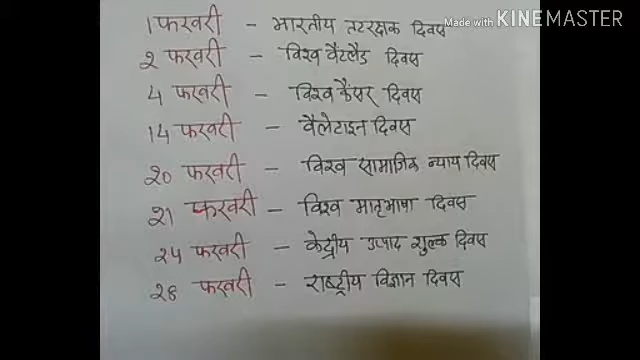 Made with KINEMASTER
1 फरवरी - भारतीय तटरक्षक दिवस
2 फरवरी - विश्व वैटलैंड दिवस
4 फरवरी - विश्व कैंसर दिवस
14 फरवरी - वैलेटाइन दिवस
20 फरवरी - विश्व सामाजिक न्याय दिवस
21 फरवरी - विश्व मातृभाषा दिवस
24 फरवरी - केंद्रीय उत्पाद शुल्क दिवस
28 फरवरी - राष्ट्रीय विज्ञान दिवस